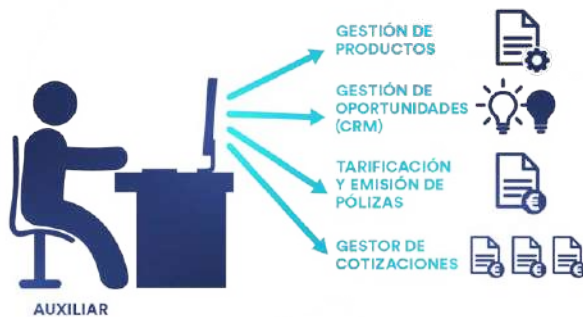 GESTIÓN DE
PRODUCTOS
GESTIÓN DE
OPORTUNIDADES
(CRM)
TARIFICACIÓN
Y EMISIÓN DE
PÓLIZAS
GESTOR DE
COTIZACIONES
€
€ € €
AUXILIAR